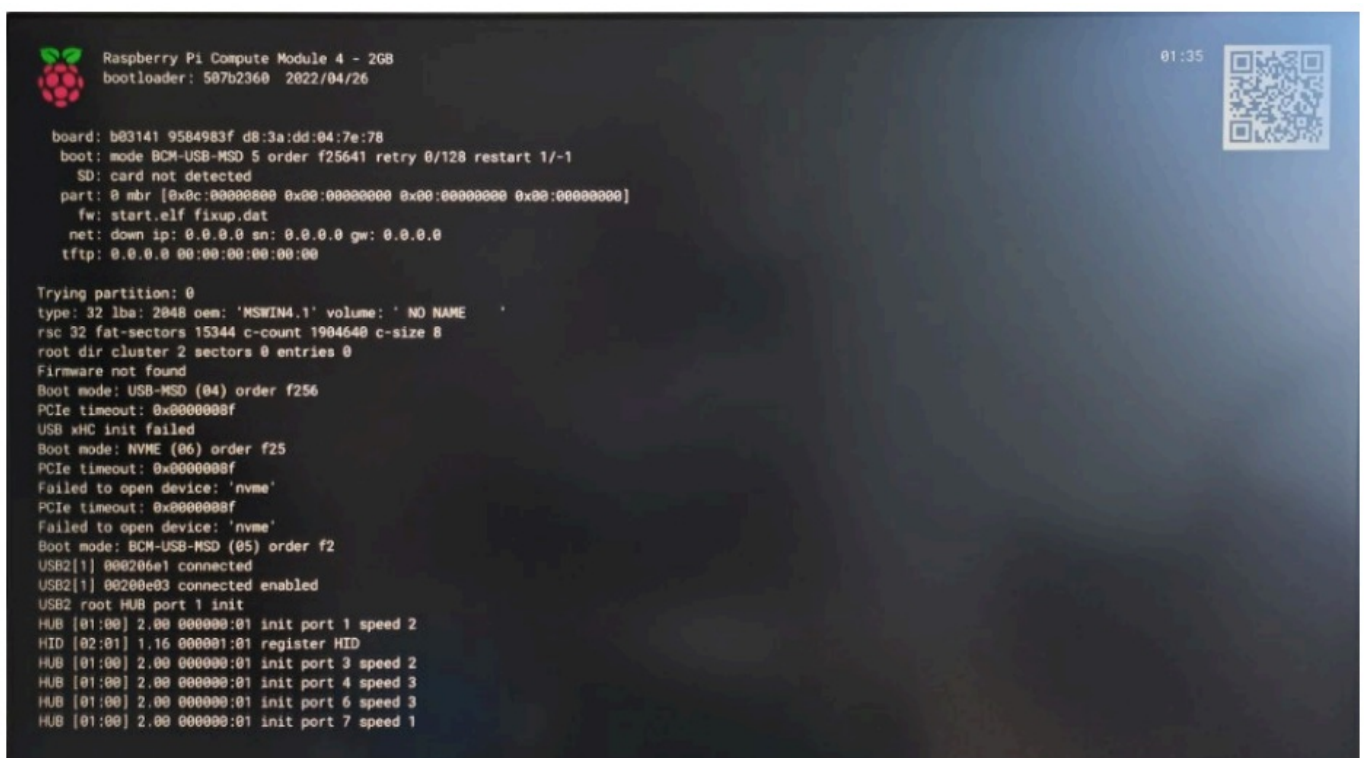 Raspberry Pi Compute Module 4 - 2GB
bootloader: 507b2360 2022/04/26
01:35
board: b03141 9584983f d8:3a:dd:04:7e:78
boot: mode BCM-USB-MSD 5 order f25641 retry 0/128 restart 1/-1
SD: card not detected
part: 0 mbr [0x0c:00000800 0x00:00000000 0x00:00000000 0x00:00000000]
fw: start.elf fixup.dat
net: down ip: 0.0.0.0 sn: 0.0.0.0 gw: 0.0.0.0
tftp: 0.0.0.0 00:00:00:00:00:00
Trying partition: 0
type: 32 lba: 2048 oem: 'MSWIN4.1' volume: ' NO NAME '
rsc 32 fat-sectors 15344 c-count 1904640 c-size 8
root dir cluster 2 sectors 0 entries 0
Firmware not found
Boot mode: USB-MSD (04) order f256
PCIe timeout: 0x0000008f
USB xHC init failed
Boot mode: NVME (06) order f25
PCIe timeout: 0x0000008f
Failed to open device: 'nvme'
PCIe timeout: 0x0000008f
Failed to open device: 'nvme'
Boot mode: BCM-USB-MSD (05) order f2
USB2[1] 000206e1 connected
USB2[1] 00200e03 connected enabled
USB2 root HUB port 1 init
HUB [01:00] 2.00 000000:01 init port 1 speed 2
HID [02:01] 1.16 000001:01 register HID
HUB [01:00] 2.00 000000:01 init port 3 speed 2
HUB [01:00] 2.00 000000:01 init port 4 speed 3
HUB [01:00] 2.00 000000:01 init port 6 speed 3
HUB [01:00] 2.00 000000:01 init port 7 speed 1